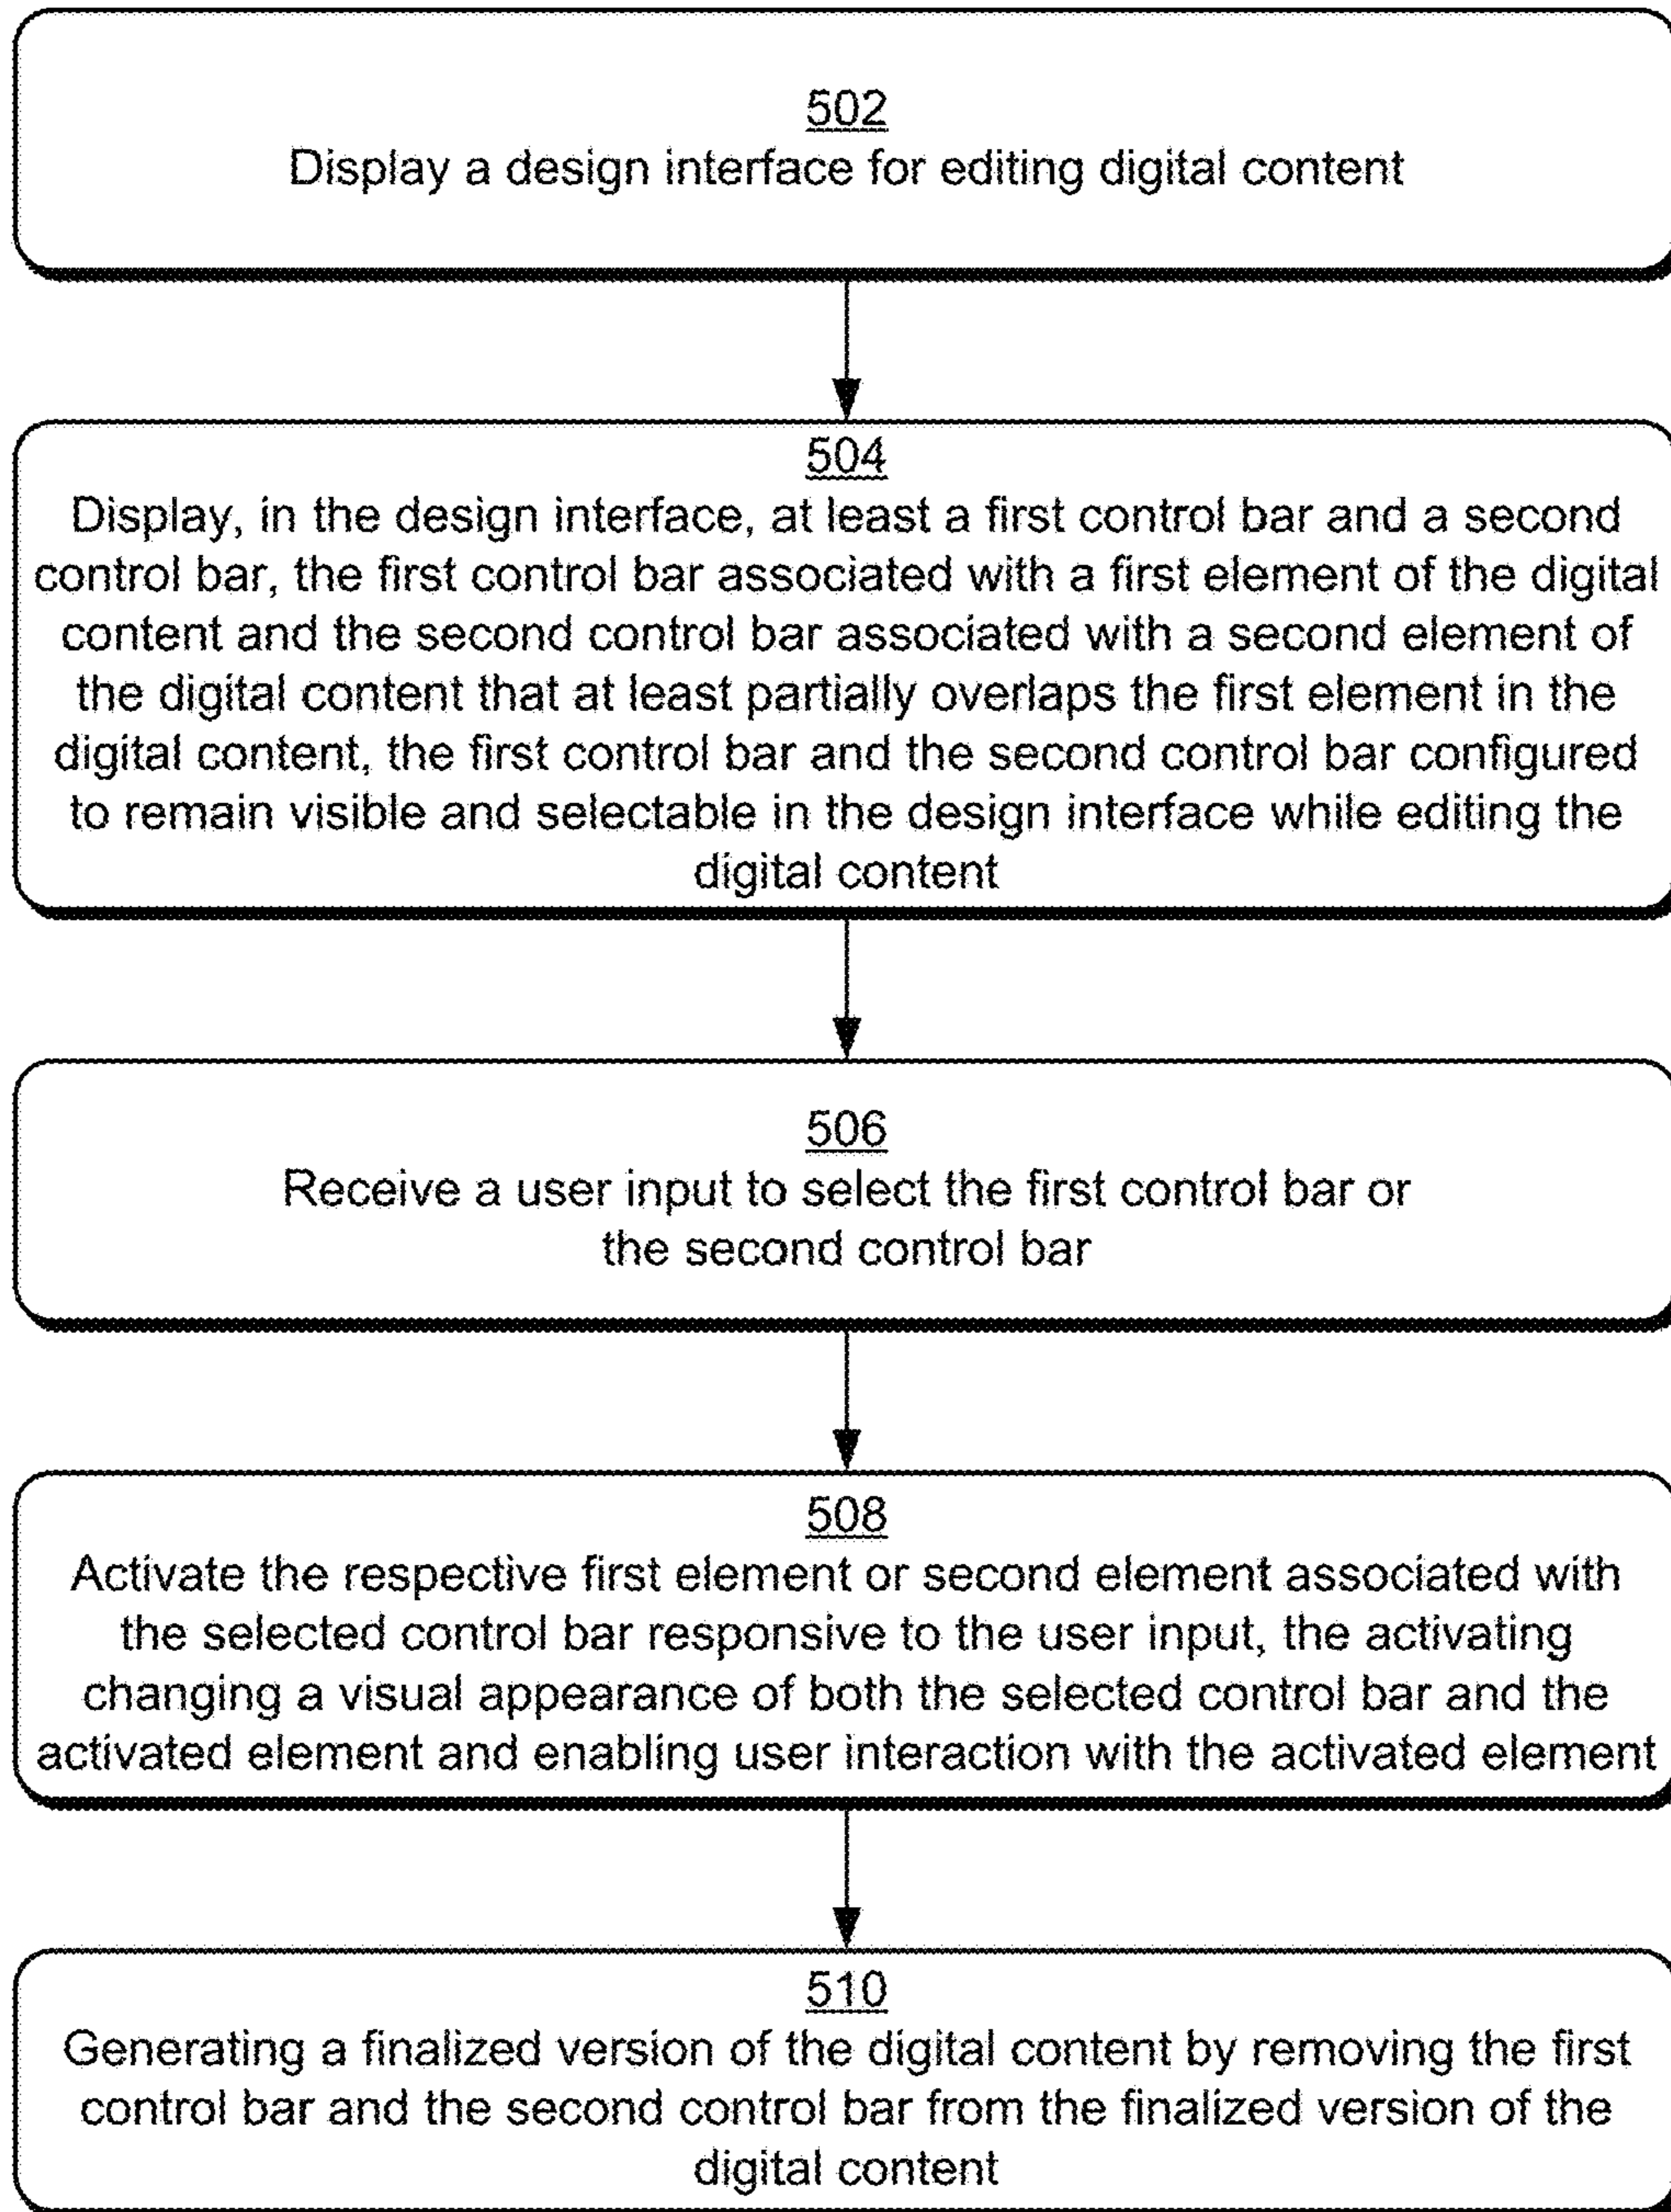 502
Display a design interface for editing digital content
504
Display, in the design interface, at least a first control bar and a second
control bar, the first control bar associated with a first element of the digital
content and the second control bar associated with a second element of
the digital content that at least partially overlaps the first element in the
digital content, the first control bar and the second control bar configured
to remain visible and selectable in the design interface while editing the
digital content
506
Receive a user input to select the first control bar or
the second control bar
508
Activate the respective first element or second element associated with
the selected control bar responsive to the user input, the activating
changing a visual appearance of both the selected control bar and the
activated element and enabling user interaction with the activated element
510
Generating a finalized version of the digital content by removing the first
control bar and the second control bar from the finalized version of the
digital content